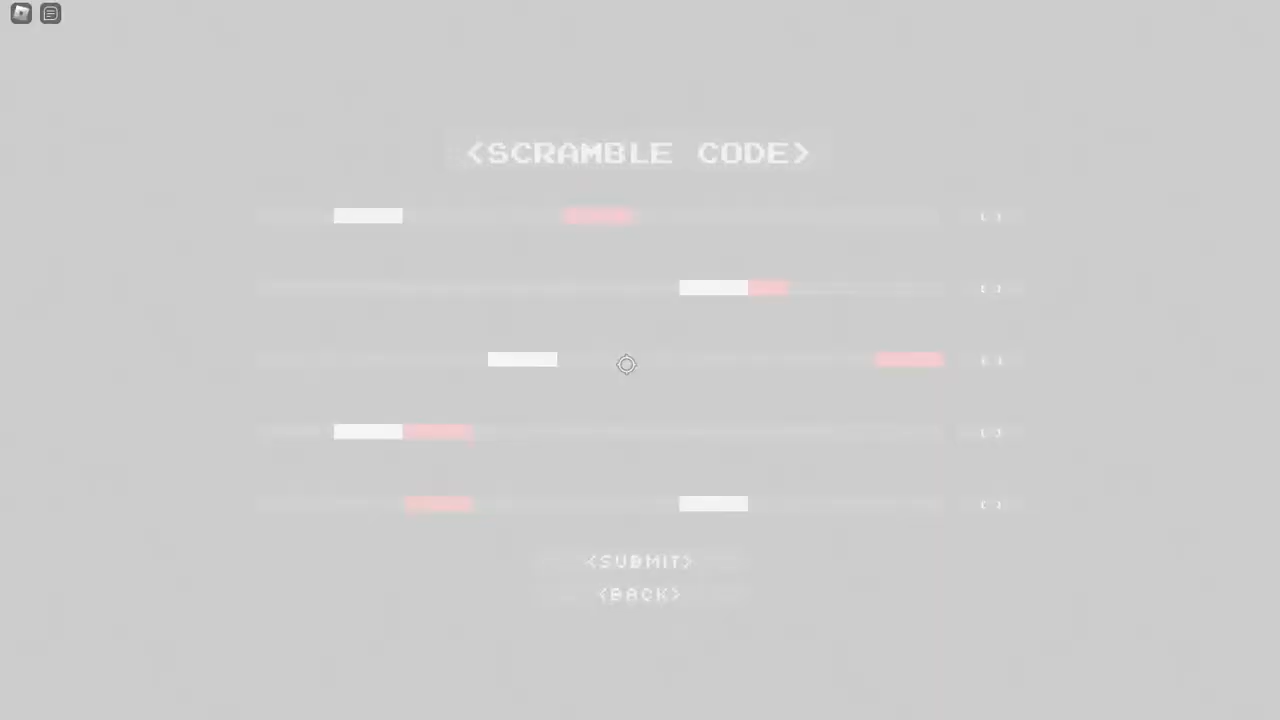 <SCRAMBLE CODE>
[ ]
[ ]
[ ]
[ ]
[ ]
<SUBMIT>
<BACK>